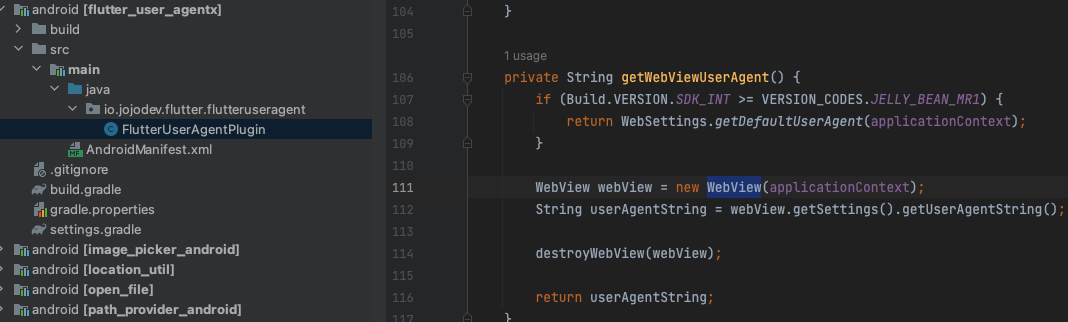 android [flutter_user_agentx]
build
src
main
java
io.jojodev.flutter.flutteruseragent
FlutterUserAgentPlugin
AndroidManifest.xml
.gitignore
build.gradle
gradle.properties
settings.gradle
android [image_picker_android]
android [location_util]
android [open_file]
android [path_provider_android]
104 }
105
1 usage
106 private String getWebViewUserAgent() {
107 if (Build.VERSION.SDK_INT >= VERSION_CODES.JELLY_BEAN_MR1) {
108 return WebSettings.getDefaultUserAgent(applicationContext);
109 }
110
111 WebView webView = new WebView(applicationContext);
112 String userAgentString = webView.getSettings().getUserAgentString();
113
114 destroyWebView(webView);
115
116 return userAgentString;
117 }